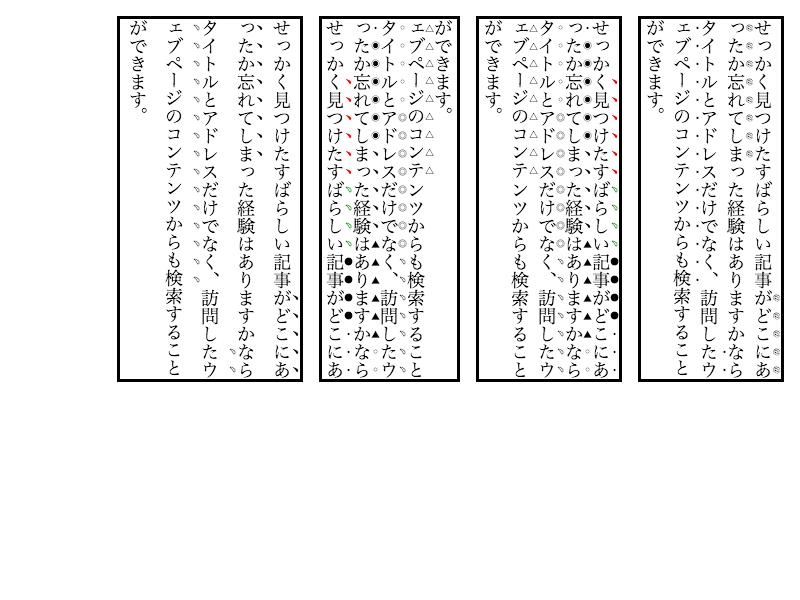 せっかく見つけたすばらしい記事がどこにあ
ったか忘れてしまった経験はありますかなら
タイトルとアドレスだけでなく、訪問したウ
ェブページのコンテンツからも検索すること
ができます。
せっかく見つけたすばらしい記事がどこにあ
ったか忘れてしまった経験はありますかなら
タイトルとアドレスだけでなく、訪問したウ
ェブページのコンテンツからも検索すること
ができます。
せっかく見つけたすばらしい記事がどこにあ
ったか忘れてしまった経験はありますかなら
タイトルとアドレスだけでなく、訪問したウ
ェブページのコンテンツからも検索すること
ができます。
せっかく見つけたすばらしい記事がどこにあ
ったか忘れてしまった経験はありますかなら
タイトルとアドレスだけでなく、訪問したウ
ェブページのコンテンツからも検索すること
ができます。